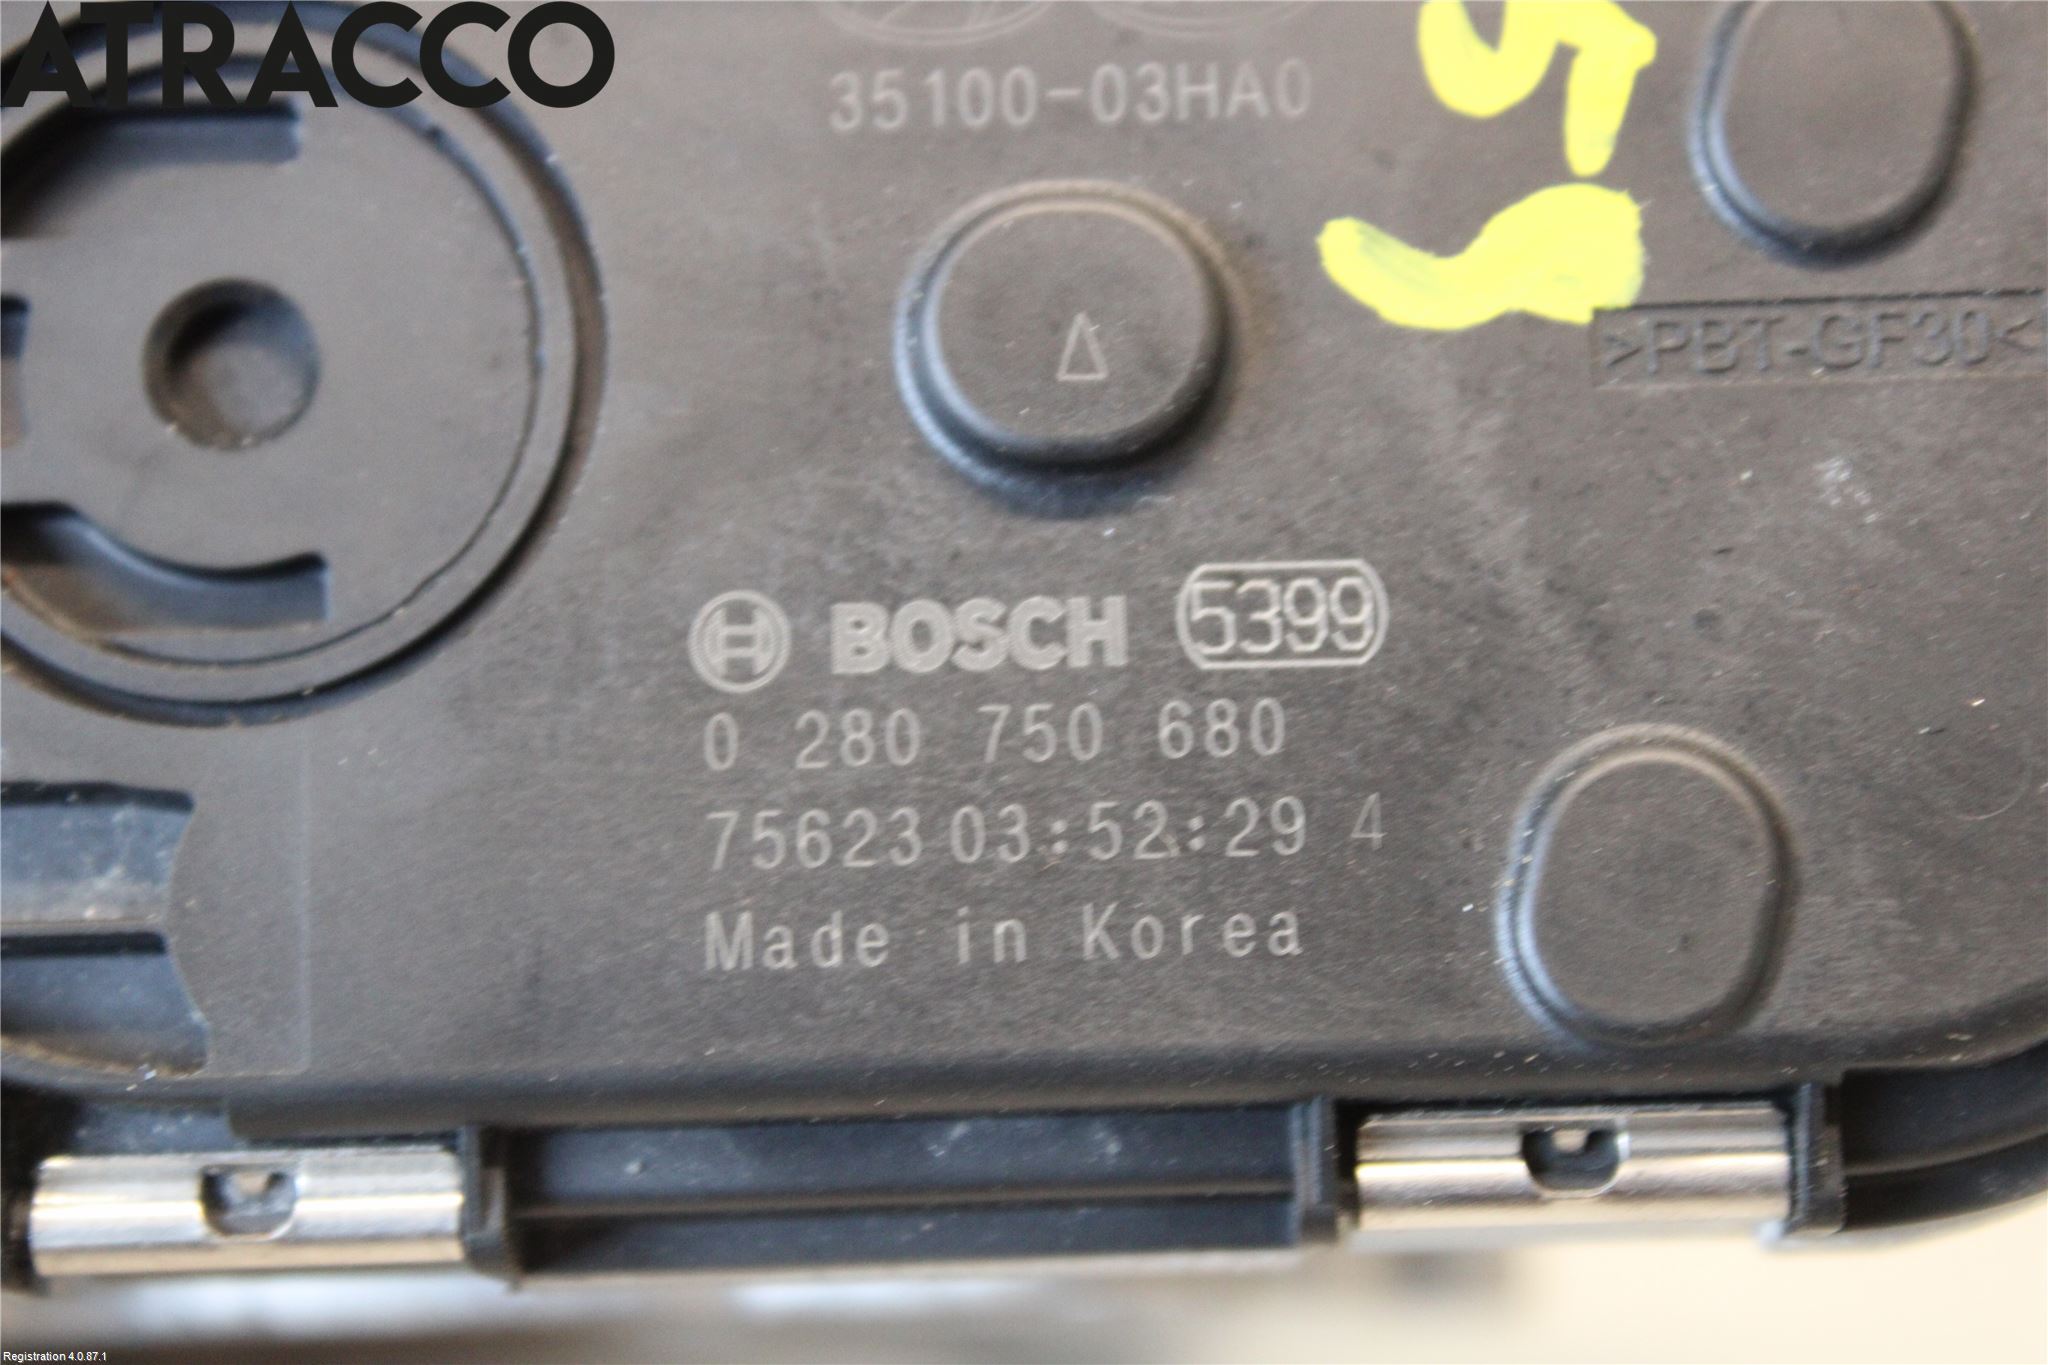 ATRACCO
35100-03HA0
>PBT-GF30<
BOSCH 5399
0 280 750 680
75623 03:52:29 4
Made in Korea
Registration 4.0.87.1